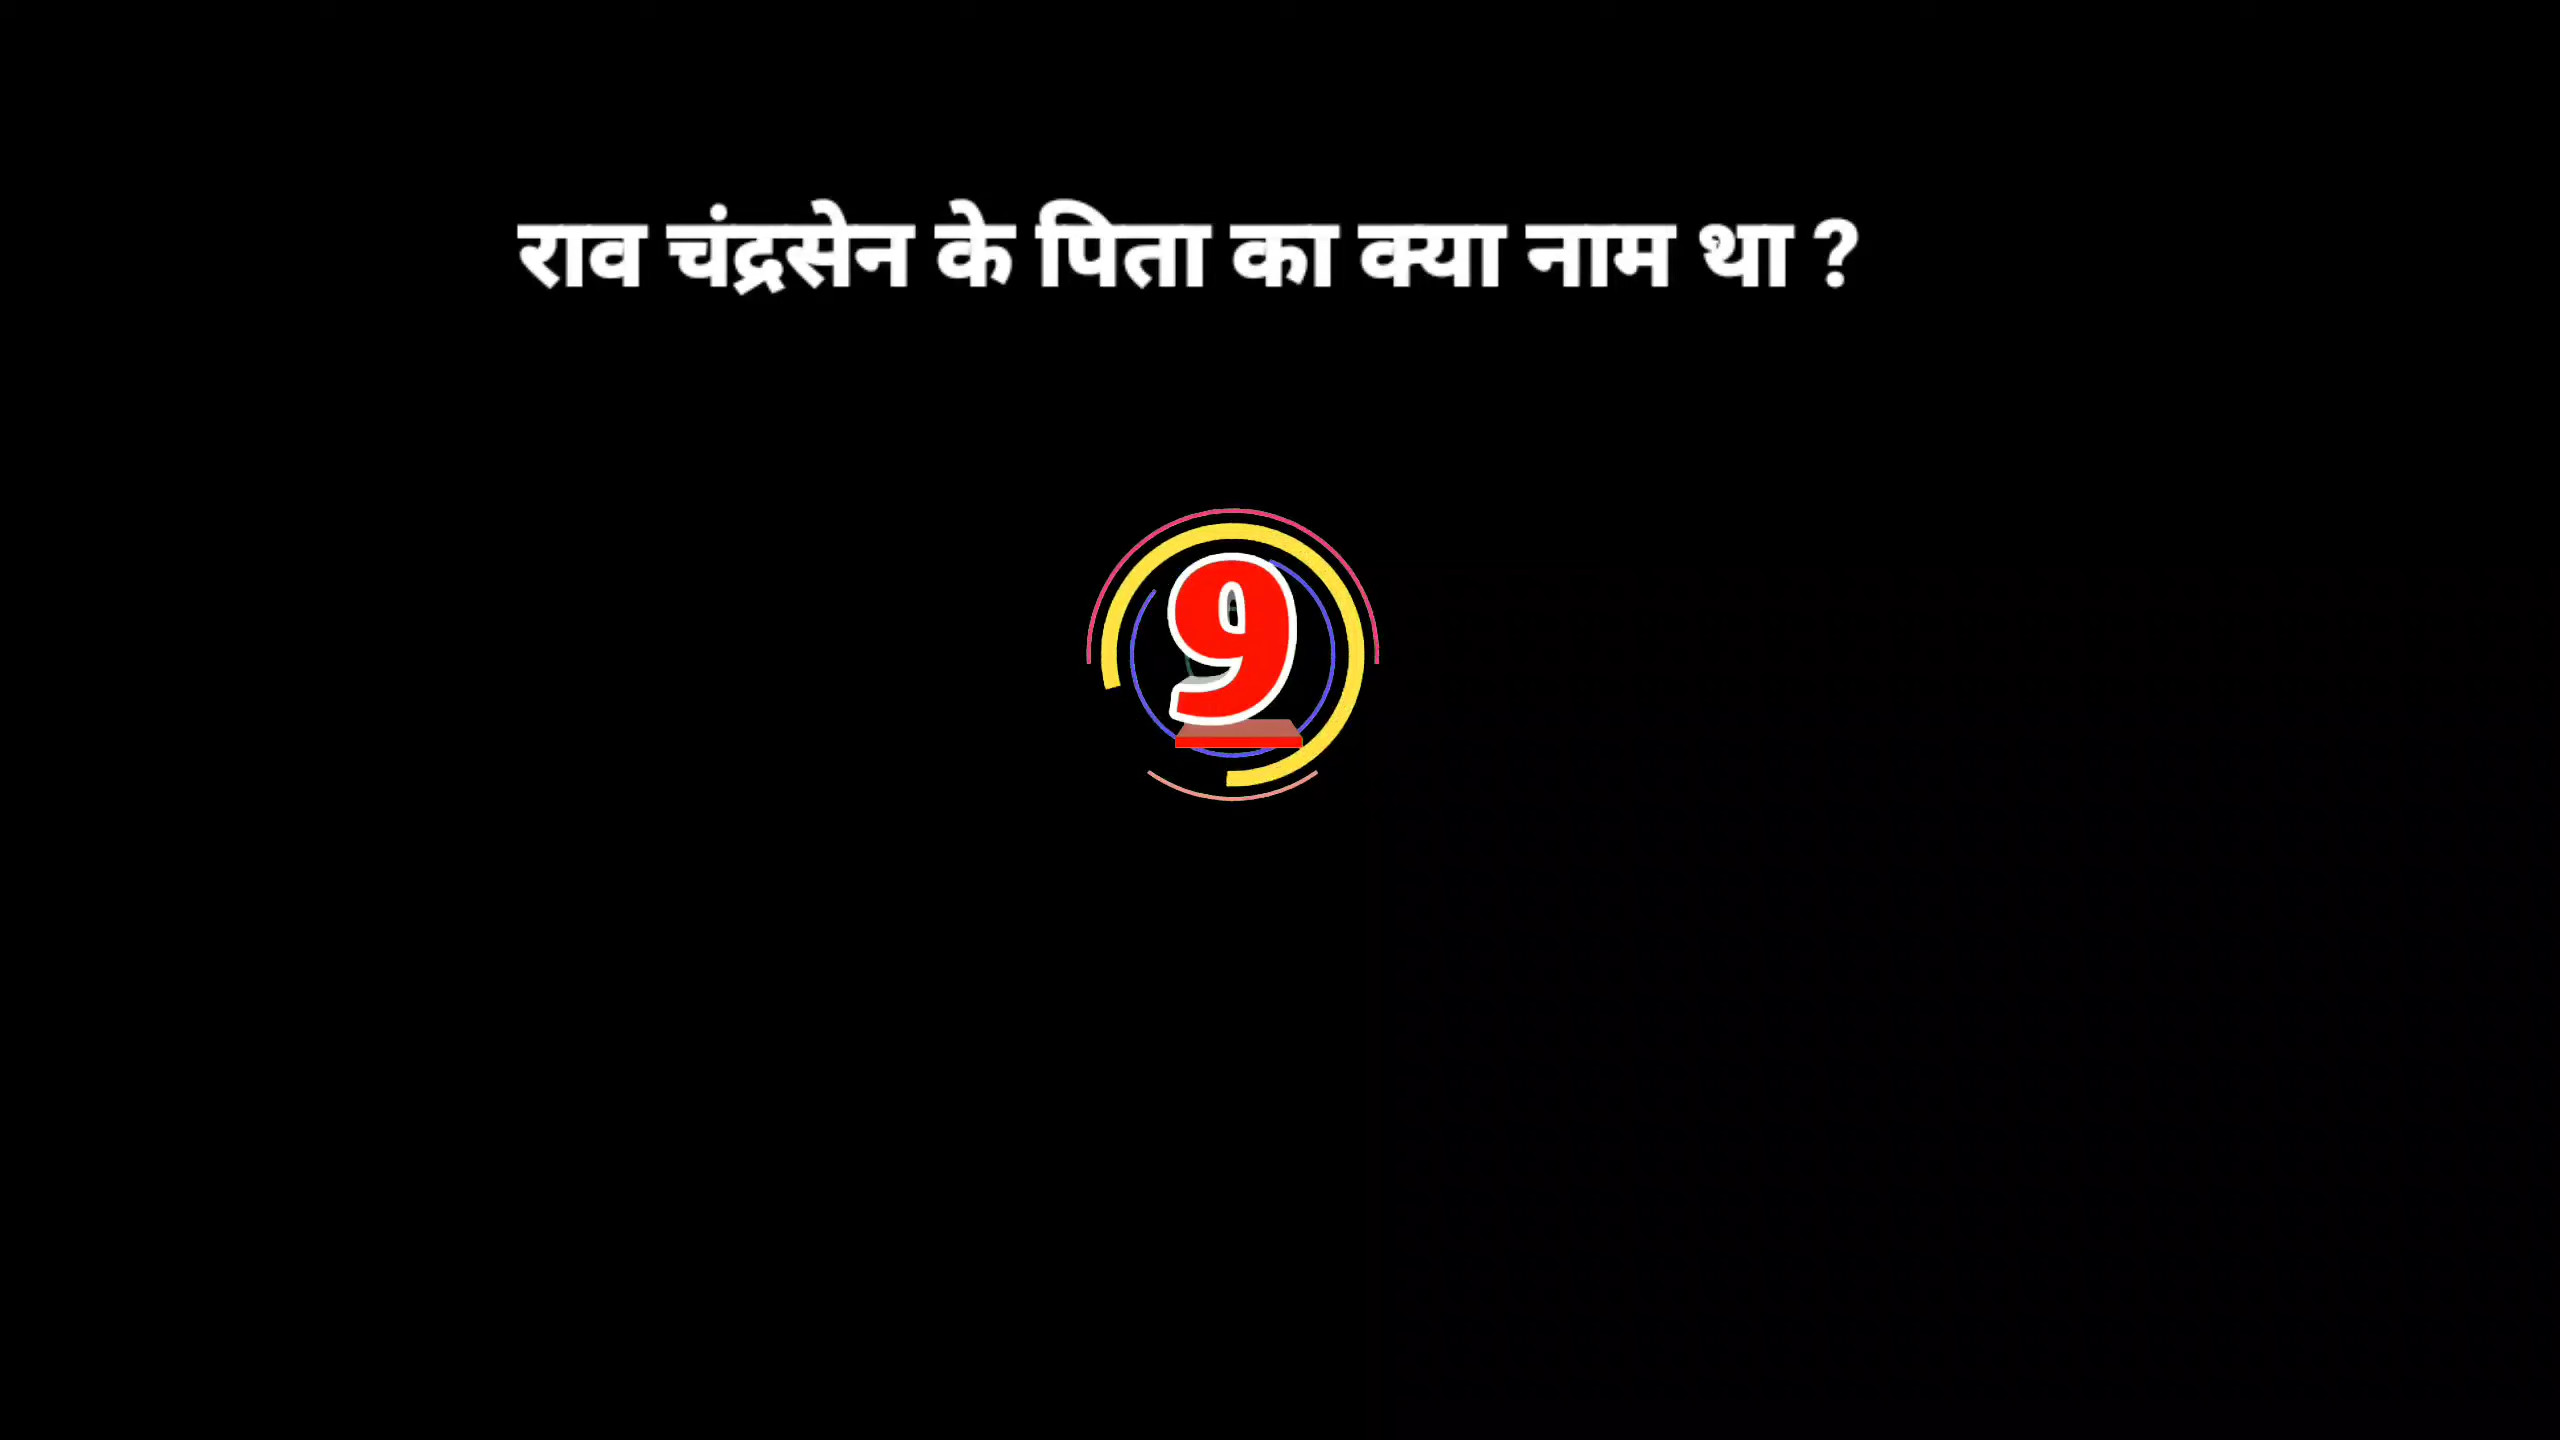 राव चंद्रसेन के पिता का क्या नाम था ?
9